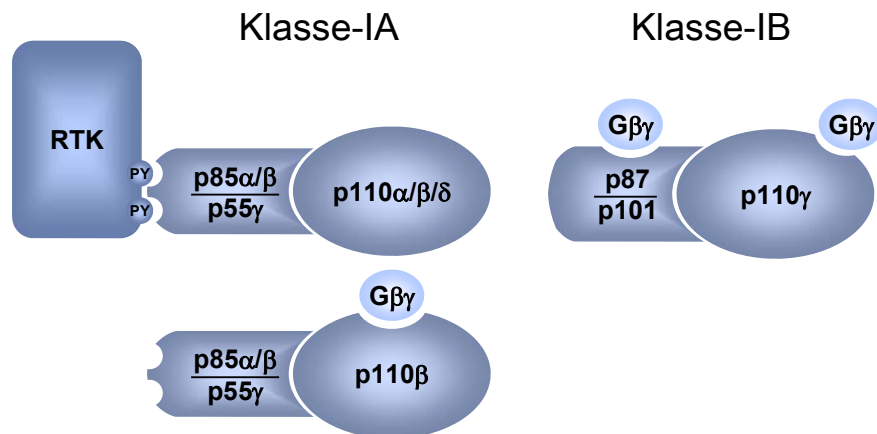 Klasse-IA
Klasse-IB
RTK
PY
PY
p85α/β
p55γ
p110α/β/δ
Gβγ
Gβγ
p87
p101
p110γ
Gβγ
p85α/β
p55γ
p110β